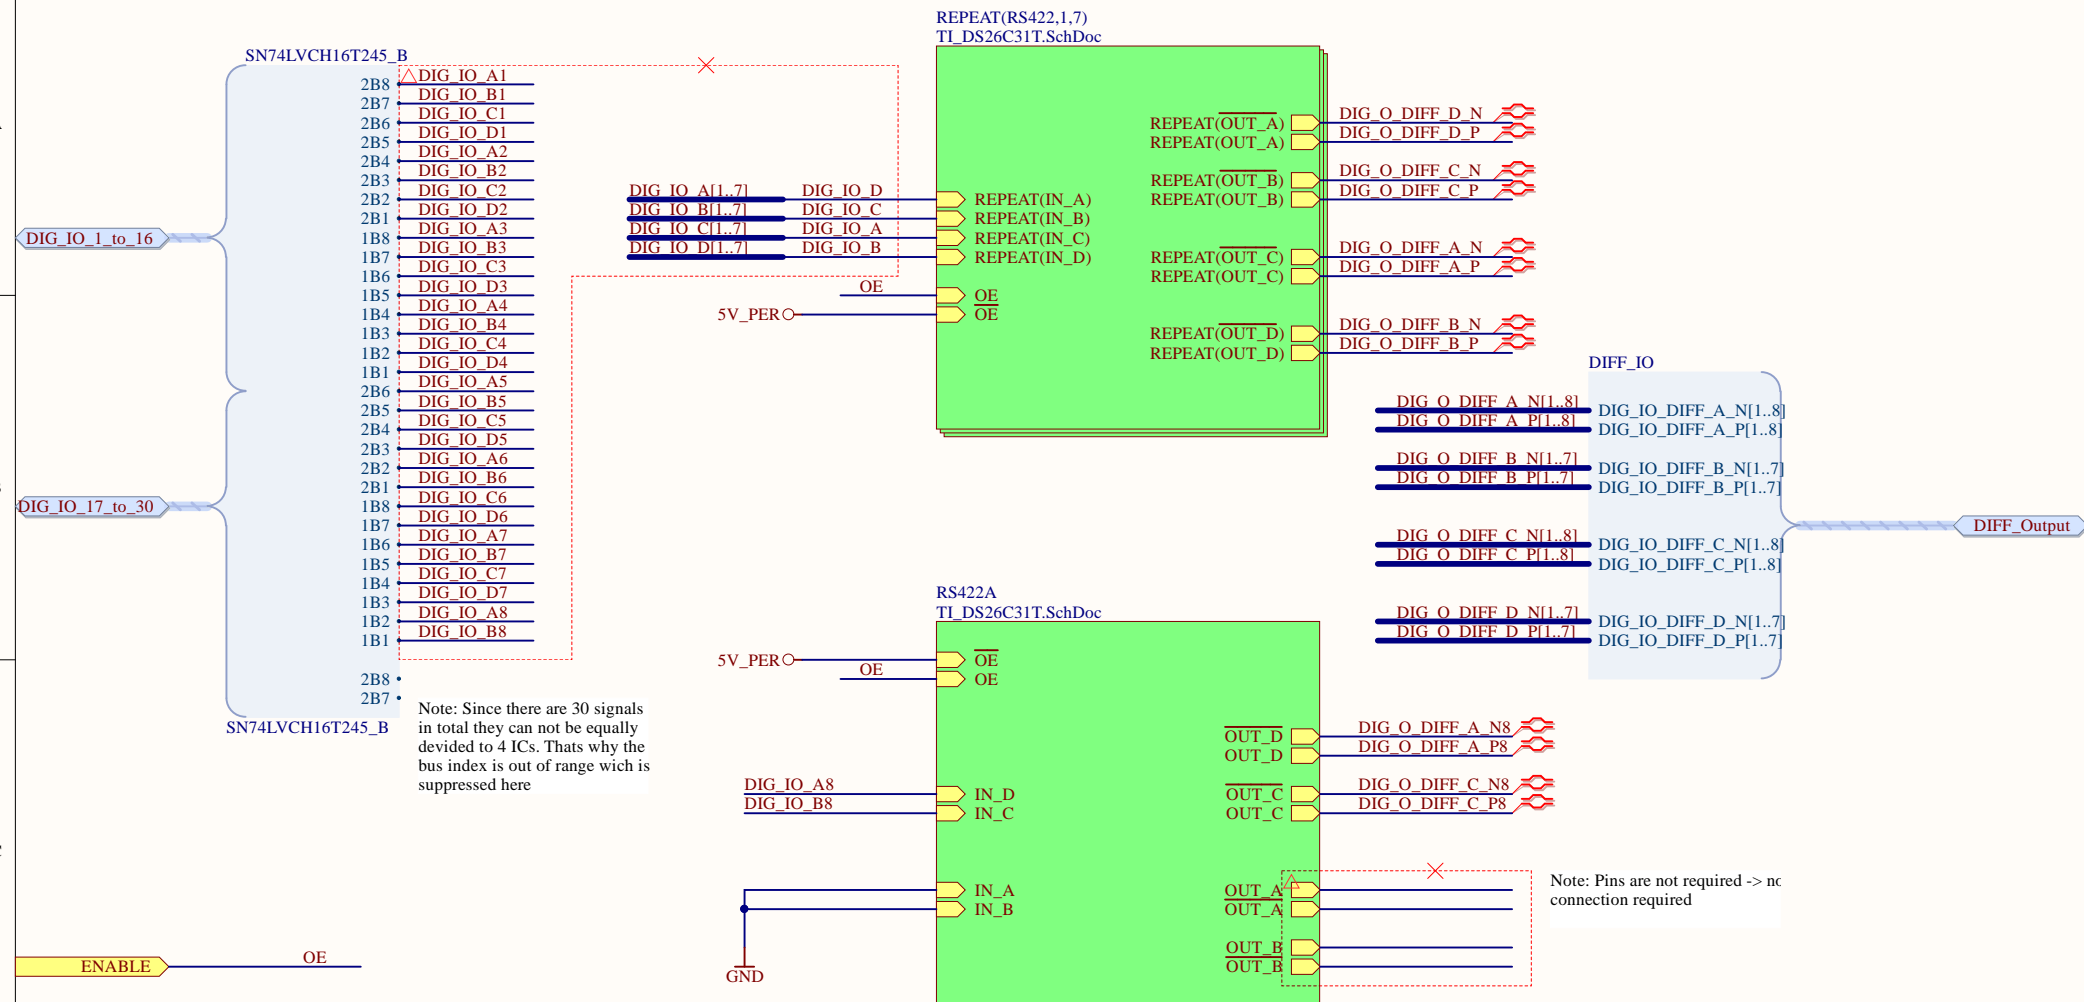 REPEAT(RS422,1,7)
TI_DS26C31T.SchDoc
SN74LVCH16T245_B
2B8 DIG_IO_A1
2B7 DIG_IO_B1
2B6 DIG_IO_C1
2B5 DIG_IO_D1
2B4 DIG_IO_A2
2B3 DIG_IO_B2
2B2 DIG_IO_C2
2B1 DIG_IO_D2
1B8 DIG_IO_A3
1B7 DIG_IO_B3
1B6 DIG_IO_C3
1B5 DIG_IO_D3
1B4 DIG_IO_A4
1B3 DIG_IO_B4
1B2 DIG_IO_C4
1B1 DIG_IO_D4
2B6 DIG_IO_A5
2B5 DIG_IO_B5
2B4 DIG_IO_C5
2B3 DIG_IO_D5
2B2 DIG_IO_A6
2B1 DIG_IO_B6
1B8 DIG_IO_C6
1B7 DIG_IO_D6
1B6 DIG_IO_A7
1B5 DIG_IO_B7
1B4 DIG_IO_C7
1B3 DIG_IO_D7
1B2 DIG_IO_A8
1B1 DIG_IO_B8
2B8
2B7
SN74LVCH16T245_B
DIG_IO_1_to_16
DIG_IO_17_to_30
Note: Since there are 30 signals
in total they can not be equally
devided to 4 ICs. Thats why the
bus index is out of range wich is
suppressed here
ENABLE OE
DIG_IO_A[1..7] DIG_IO_D REPEAT(IN_A)
DIG_IO_B[1..7] DIG_IO_C REPEAT(IN_B)
DIG_IO_C[1..7] DIG_IO_A REPEAT(IN_C)
DIG_IO_D[1..7] DIG_IO_B REPEAT(IN_D)
OE OE
5V_PER OE
REPEAT(OUT_A) DIG_O_DIFF_D_N
REPEAT(OUT_A) DIG_O_DIFF_D_P
REPEAT(OUT_B) DIG_O_DIFF_C_N
REPEAT(OUT_B) DIG_O_DIFF_C_P
REPEAT(OUT_C) DIG_O_DIFF_A_N
REPEAT(OUT_C) DIG_O_DIFF_A_P
REPEAT(OUT_D) DIG_O_DIFF_B_N
REPEAT(OUT_D) DIG_O_DIFF_B_P
DIFF_IO
DIG_O_DIFF_A_N[1..8] DIG_IO_DIFF_A_N[1..8]
DIG_O_DIFF_A_P[1..8] DIG_IO_DIFF_A_P[1..8]
DIG_O_DIFF_B_N[1..7] DIG_IO_DIFF_B_N[1..7]
DIG_O_DIFF_B_P[1..7] DIG_IO_DIFF_B_P[1..7]
DIG_O_DIFF_C_N[1..8] DIG_IO_DIFF_C_N[1..8]
DIG_O_DIFF_C_P[1..8] DIG_IO_DIFF_C_P[1..8]
DIG_O_DIFF_D_N[1..7] DIG_IO_DIFF_D_N[1..7]
DIG_O_DIFF_D_P[1..7] DIG_IO_DIFF_D_P[1..7]
DIFF_Output
RS422A
TI_DS26C31T.SchDoc
5V_PER OE
OE OE
OUT_D DIG_O_DIFF_A_N8
OUT_D DIG_O_DIFF_A_P8
DIG_IO_A8 IN_D OUT_C DIG_O_DIFF_C_N8
DIG_IO_B8 IN_C OUT_C DIG_O_DIFF_C_P8
IN_A OUT_A
IN_B OUT_A
OUT_B
OUT_B
GND
Note: Pins are not required -> no
connection required